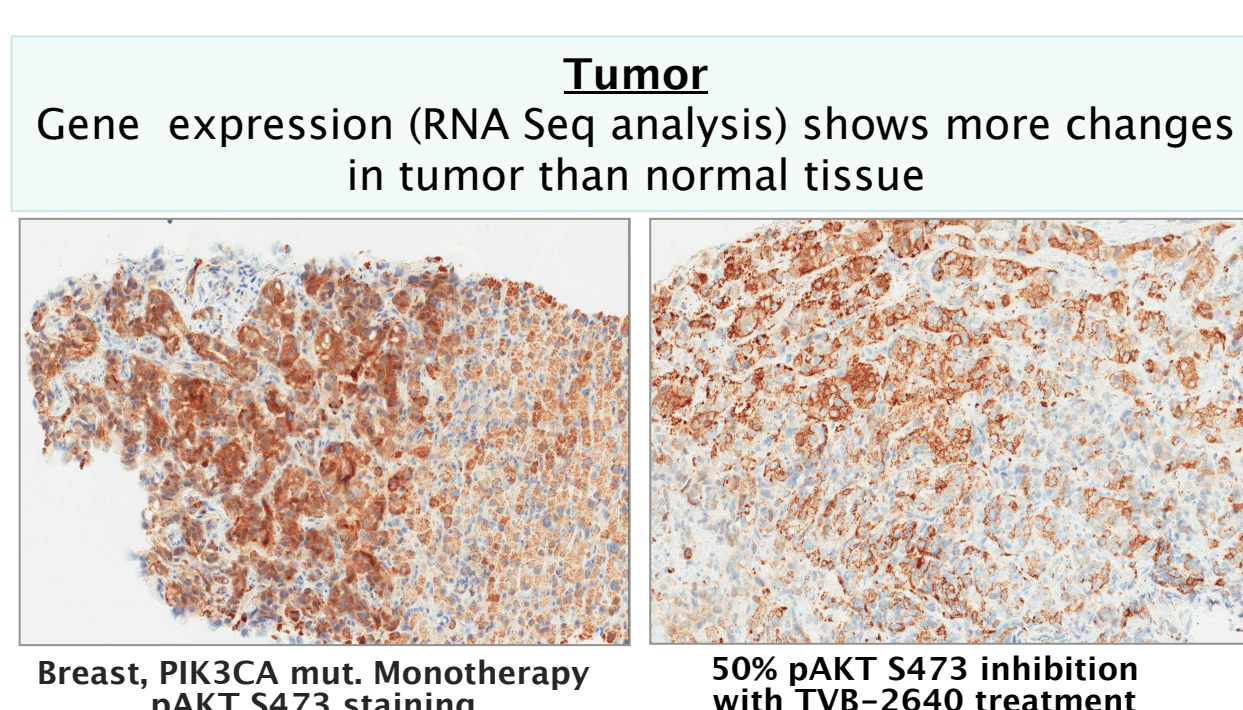 Tumor
Gene expression (RNA Seq analysis) shows more changes
in tumor than normal tissue
Breast, PIK3CA mut. Monotherapy
pAKT S473 staining
50% pAKT S473 inhibition
with TVB-2640 treatment